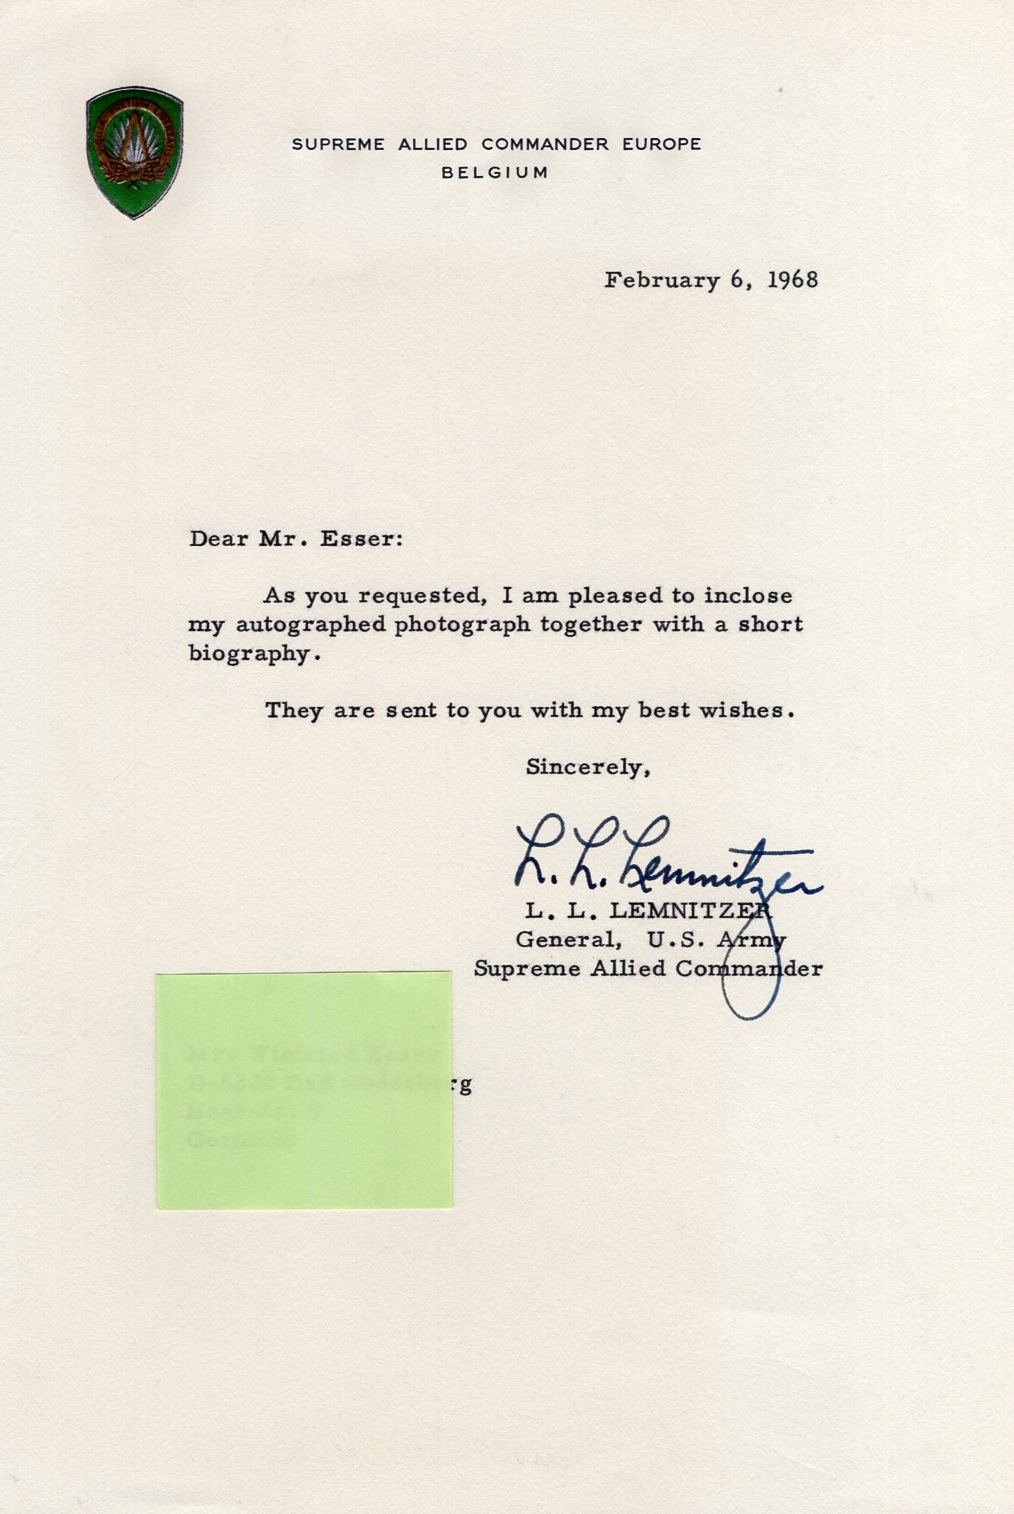 SUPREME ALLIED COMMANDER EUROPE
BELGIUM
February 6, 1968
Dear Mr. Esser:
As you requested, I am pleased to inclose
my autographed photograph together with a short
biography.
They are sent to you with my best wishes.
Sincerely,
L. L. Lemnitzer
L. L. LEMNITZER
General, U.S. Army
Supreme Allied Commander
rg